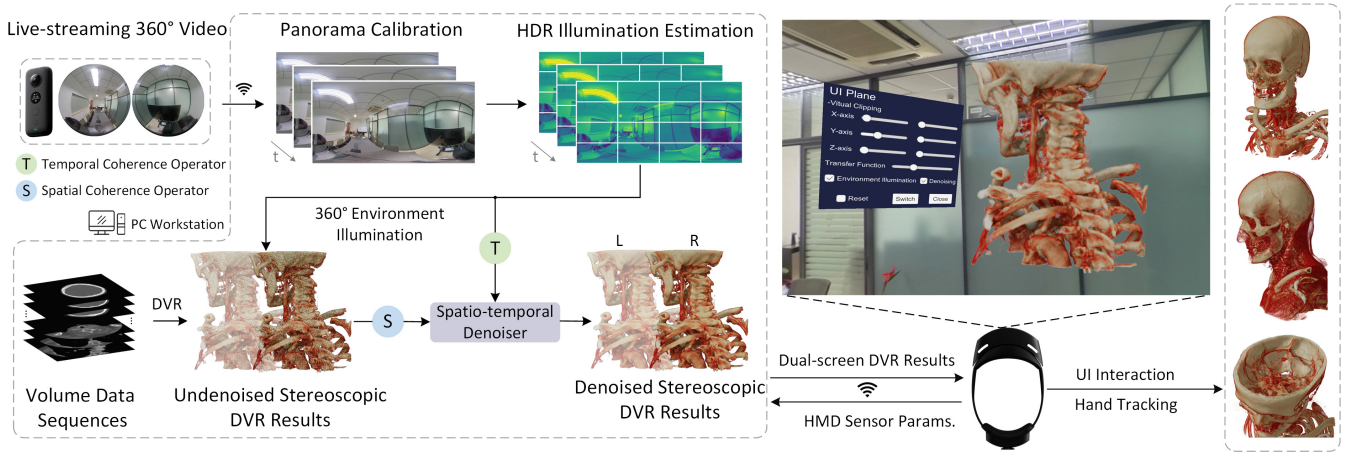 Live-streaming 360° Video
Panorama Calibration
HDR Illumination Estimation
t
t
T Temporal Coherence Operator
S Spatial Coherence Operator
PC Workstation
360° Environment
Illumination
T
L R
DVR
S
Spatio-temporal
Denoiser
Volume Data
Sequences
Undenoised Stereoscopic
DVR Results
Denoised Stereoscopic
DVR Results
UI Plane
-Vitual Clipping
X-axis
Y-axis
Z-axis
Transfer Function
Environment Illumination
Denoising
Reset
Switch
Close
Dual-screen DVR Results
HMD Sensor Params.
UI Interaction
Hand Tracking